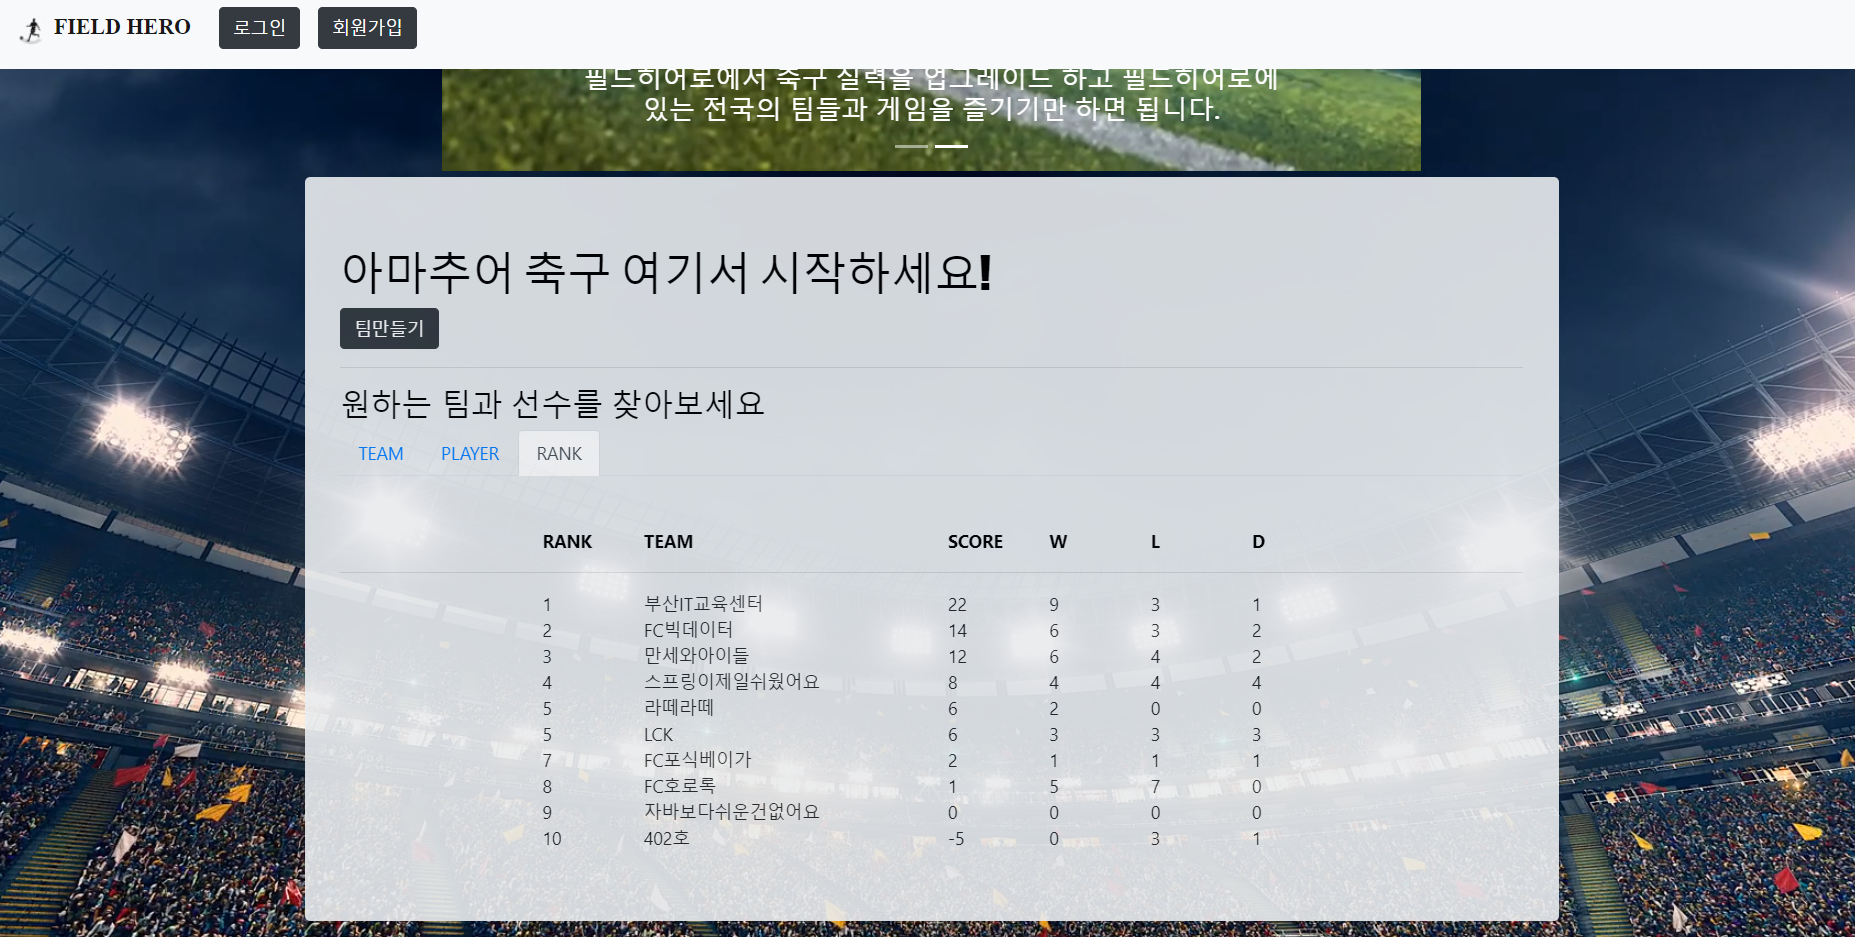 FIELD HERO 로그인 회원가입
필드히어로에서 축구 실력을 업그레이드 하고 필드히어로에
있는 전국의 팀들과 게임을 즐기기만 하면 됩니다.
아마추어 축구 여기서 시작하세요!
팀만들기
원하는 팀과 선수를 찾아보세요
TEAM PLAYER RANK
RANK TEAM SCORE W L D
1 부산IT교육센터 22 9 3 1
2 FC빅데이터 14 6 3 2
3 만세와아이들 12 6 4 2
4 스프링이제일쉬웠어요 8 4 4 4
5 라떼라떼 6 2 0 0
5 LCK 6 3 3 3
7 FC포식베이가 2 1 1 1
8 FC호로록 1 5 7 0
9 자바보다쉬운건없어요 0 0 0 0
10 402호 -5 0 3 1